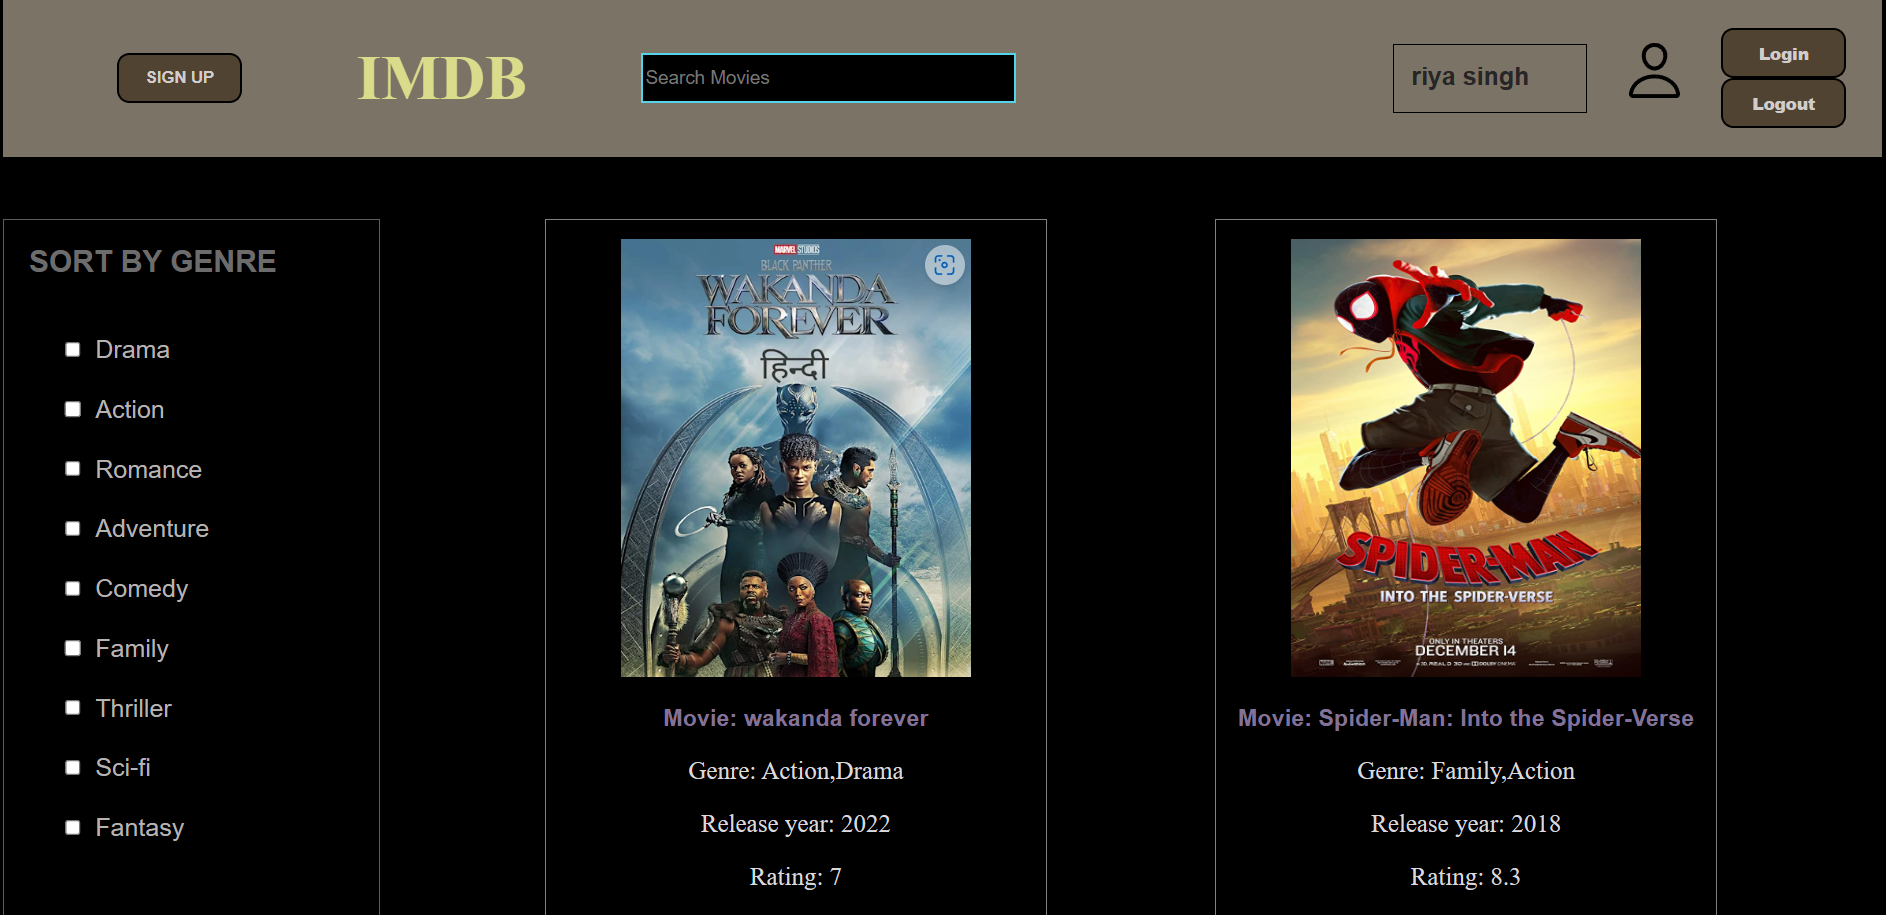 SIGN UP
IMDB
Search Movies
riya singh
Login
Logout
SORT BY GENRE
Drama
Action
Romance
Adventure
Comedy
Family
Thriller
Sci-fi
Fantasy
MARVEL STUDIOS
BLACK PANTHER
WAKANDA
FOREVER
हिन्दी
Movie: wakanda forever
Genre: Action,Drama
Release year: 2022
Rating: 7
SPIDER-MAN
INTO THE SPIDER-VERSE
ONLY IN THEATERS
DECEMBER 14
Movie: Spider-Man: Into the Spider-Verse
Genre: Family,Action
Release year: 2018
Rating: 8.3